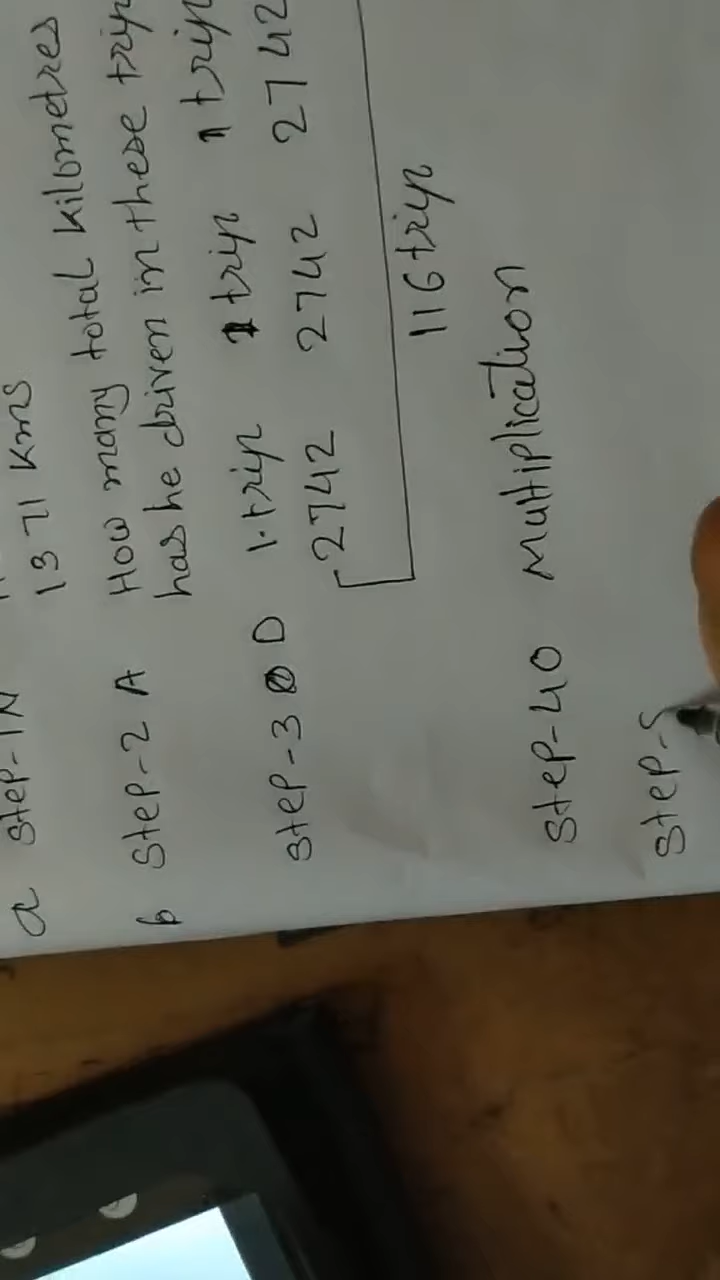 a Step-1 N
1371 Kms
b Step-2 A How many total kilometres
has he driven in these trip
Step-3 D 1 trip 1 trip 1 trip
2742 2742 2742
116 trip
Step-4 O Multiplication
Step-